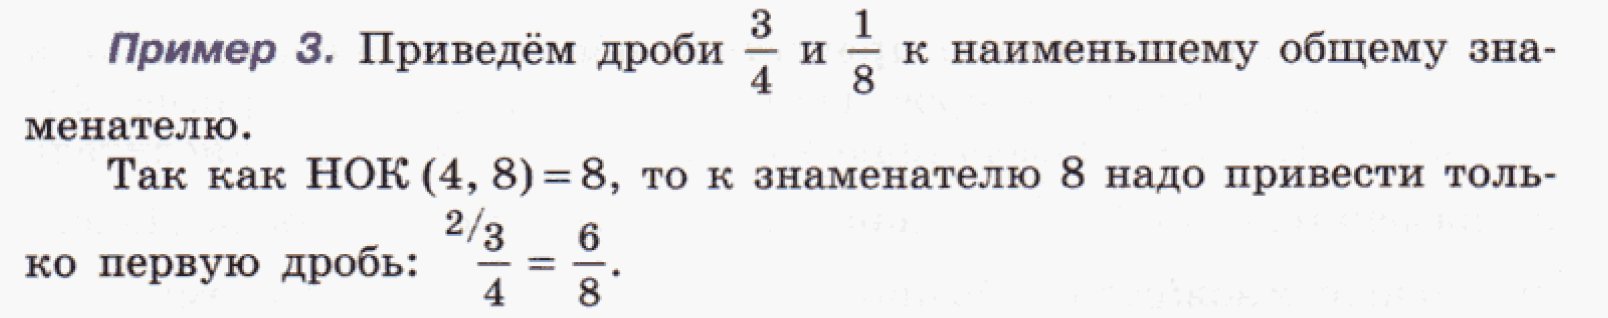 Пример 3. Приведём дроби 3/4 и 1/8 к наименьшему общему зна-
менателю.
Так как НОК (4, 8) = 8, то к знаменателю 8 надо привести толь-
ко первую дробь: ²⁄3/4 = 6/8.